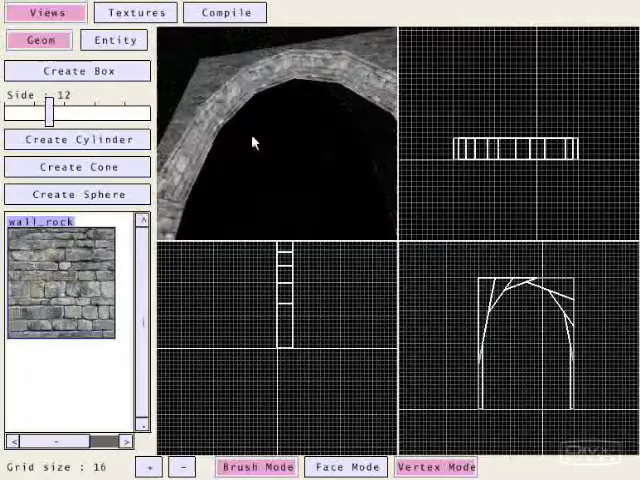 Views Textures Compile
Geom Entity
Create Box
Side : 12
Create Cylinder
Create Cone
Create Sphere
wall_rock
Grid size : 16 + - Brush Mode Face Mode Vertex Mode